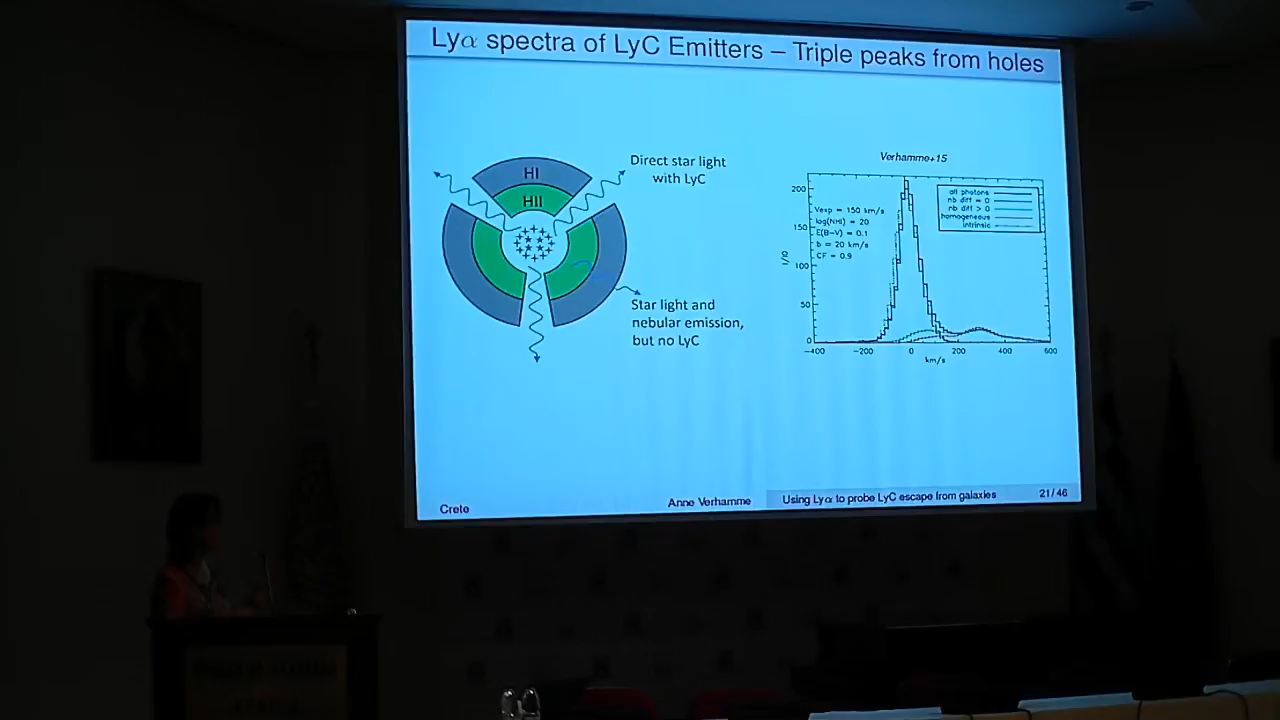 Lyα spectra of LyC Emitters – Triple peaks from holes
HI
HII
Direct star light
with LyC
Star light and
nebular emission,
but no LyC
Verhamme+15
all photons
nb diff = 0
nb diff > 0
homogeneous
intrinsic
Vexp = 150 km/s
log(NHI) = 20
E(B-V) = 0.1
b = 20 km/s
CF = 0.9
I/I0
200
150
100
50
0
-400 -200 0 200 400 600
km/s
Crete
Anne Verhamme
Using Lyα to probe LyC escape from galaxies
21/46